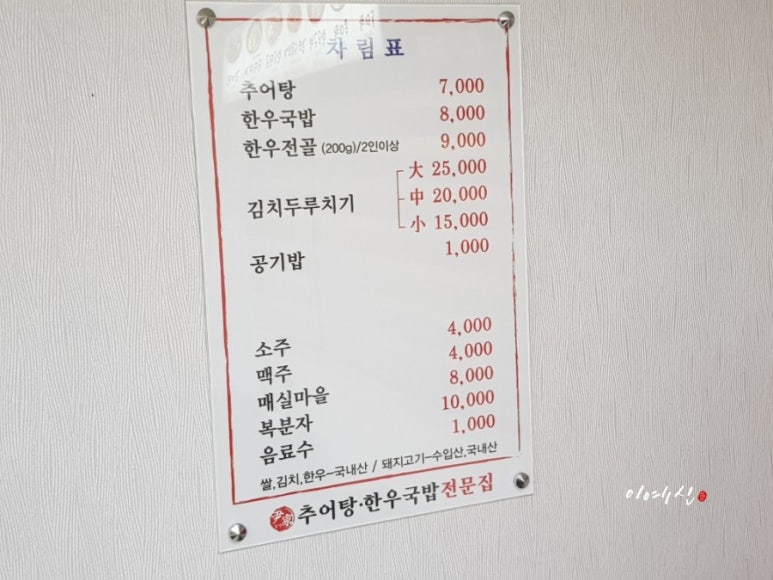 차림표
추어탕 7,000
한우국밥 8,000
한우전골 (200g)/2인이상 9,000
大 25,000
김치두루치기 中 20,000
小 15,000
공기밥 1,000
소주 4,000
맥주 4,000
매실마을 8,000
복분자 10,000
음료수 1,000
쌀,김치,한우-국내산 / 돼지고기-수입산,국내산
추어탕·한우국밥전문집
이예신